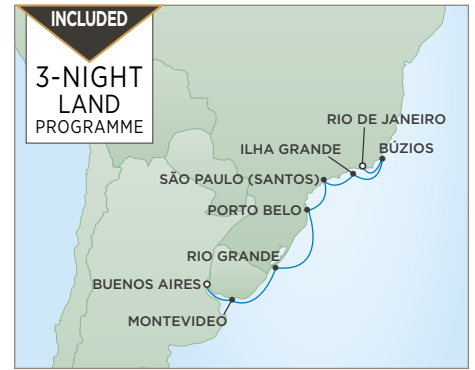 INCLUDED
3-NIGHT
LAND
PROGRAMME
RIO DE JANEIRO
ILHA GRANDE
BÚZIOS
SÃO PAULO (SANTOS)
PORTO BELO
RIO GRANDE
BUENOS AIRES
MONTEVIDEO